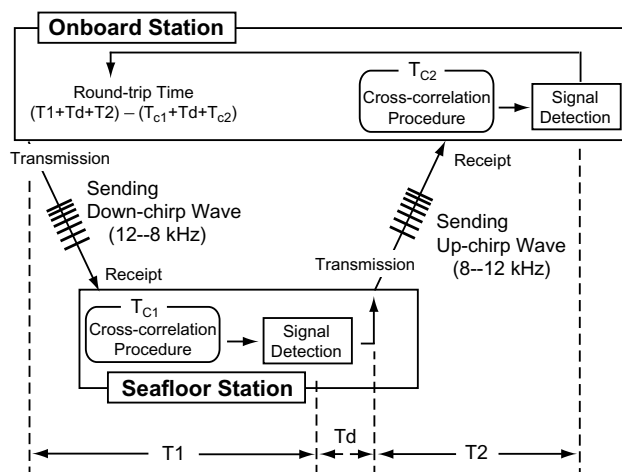 Onboard Station
Round-trip Time
(T1+Td+T2) – (Tc1+Td+Tc2)
TC2
Cross-correlation
Procedure
Signal
Detection
Transmission
Receipt
Sending
Down-chirp Wave
(12--8 kHz)
Sending
Up-chirp Wave
(8--12 kHz)
Receipt
Transmission
TC1
Cross-correlation
Procedure
Signal
Detection
Seafloor Station
T1
Td
T2